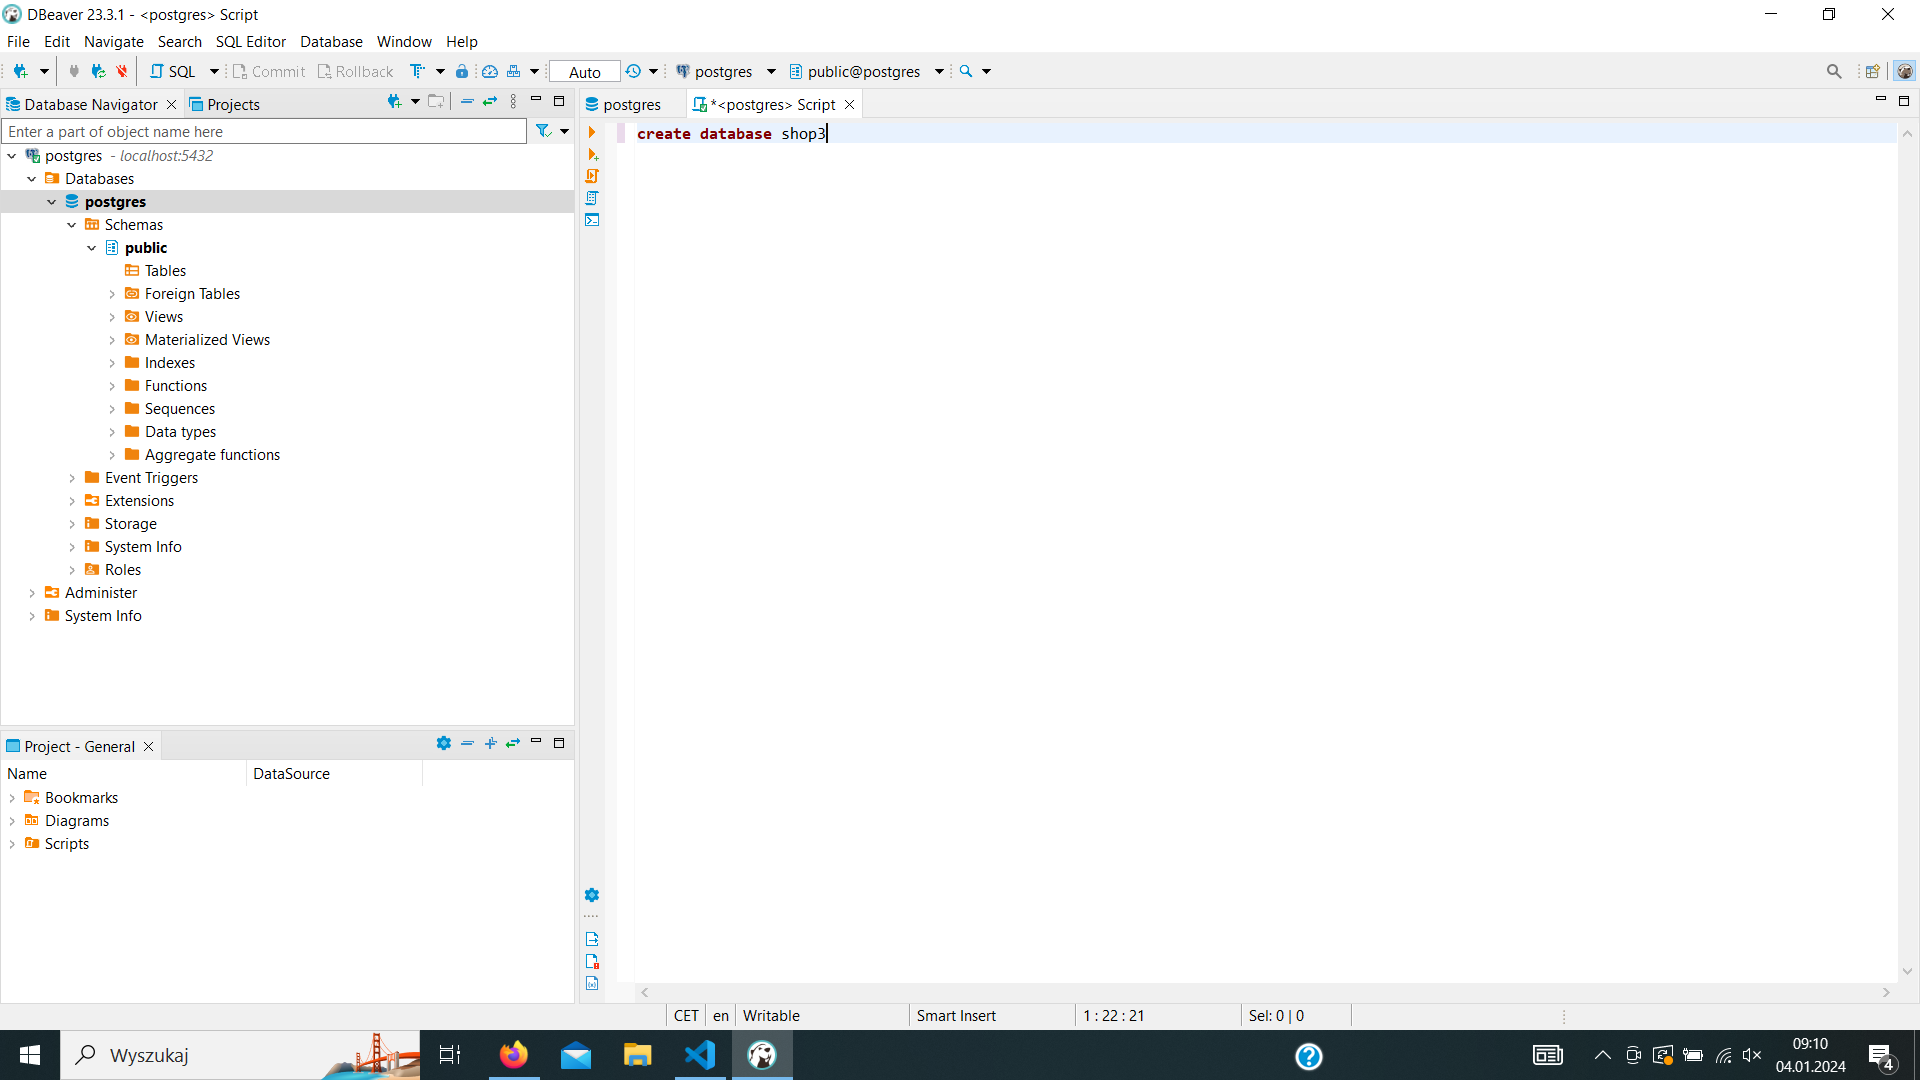 DBeaver 23.3.1 - <postgres> Script
File Edit Navigate Search SQL Editor Database Window Help
SQL Commit Rollback Auto postgres public@postgres
Database Navigator Projects
postgres *<postgres> Script
Enter a part of object name here
create database shop3
postgres - localhost:5432
Databases
postgres
Schemas
public
Tables
Foreign Tables
Views
Materialized Views
Indexes
Functions
Sequences
Data types
Aggregate functions
Event Triggers
Extensions
Storage
System Info
Roles
Administer
System Info
Project - General
Name DataSource
Bookmarks
Diagrams
Scripts
CET en Writable Smart Insert 1 : 22 : 21 Sel: 0 | 0
Wyszukaj
09:10
04.01.2024
4